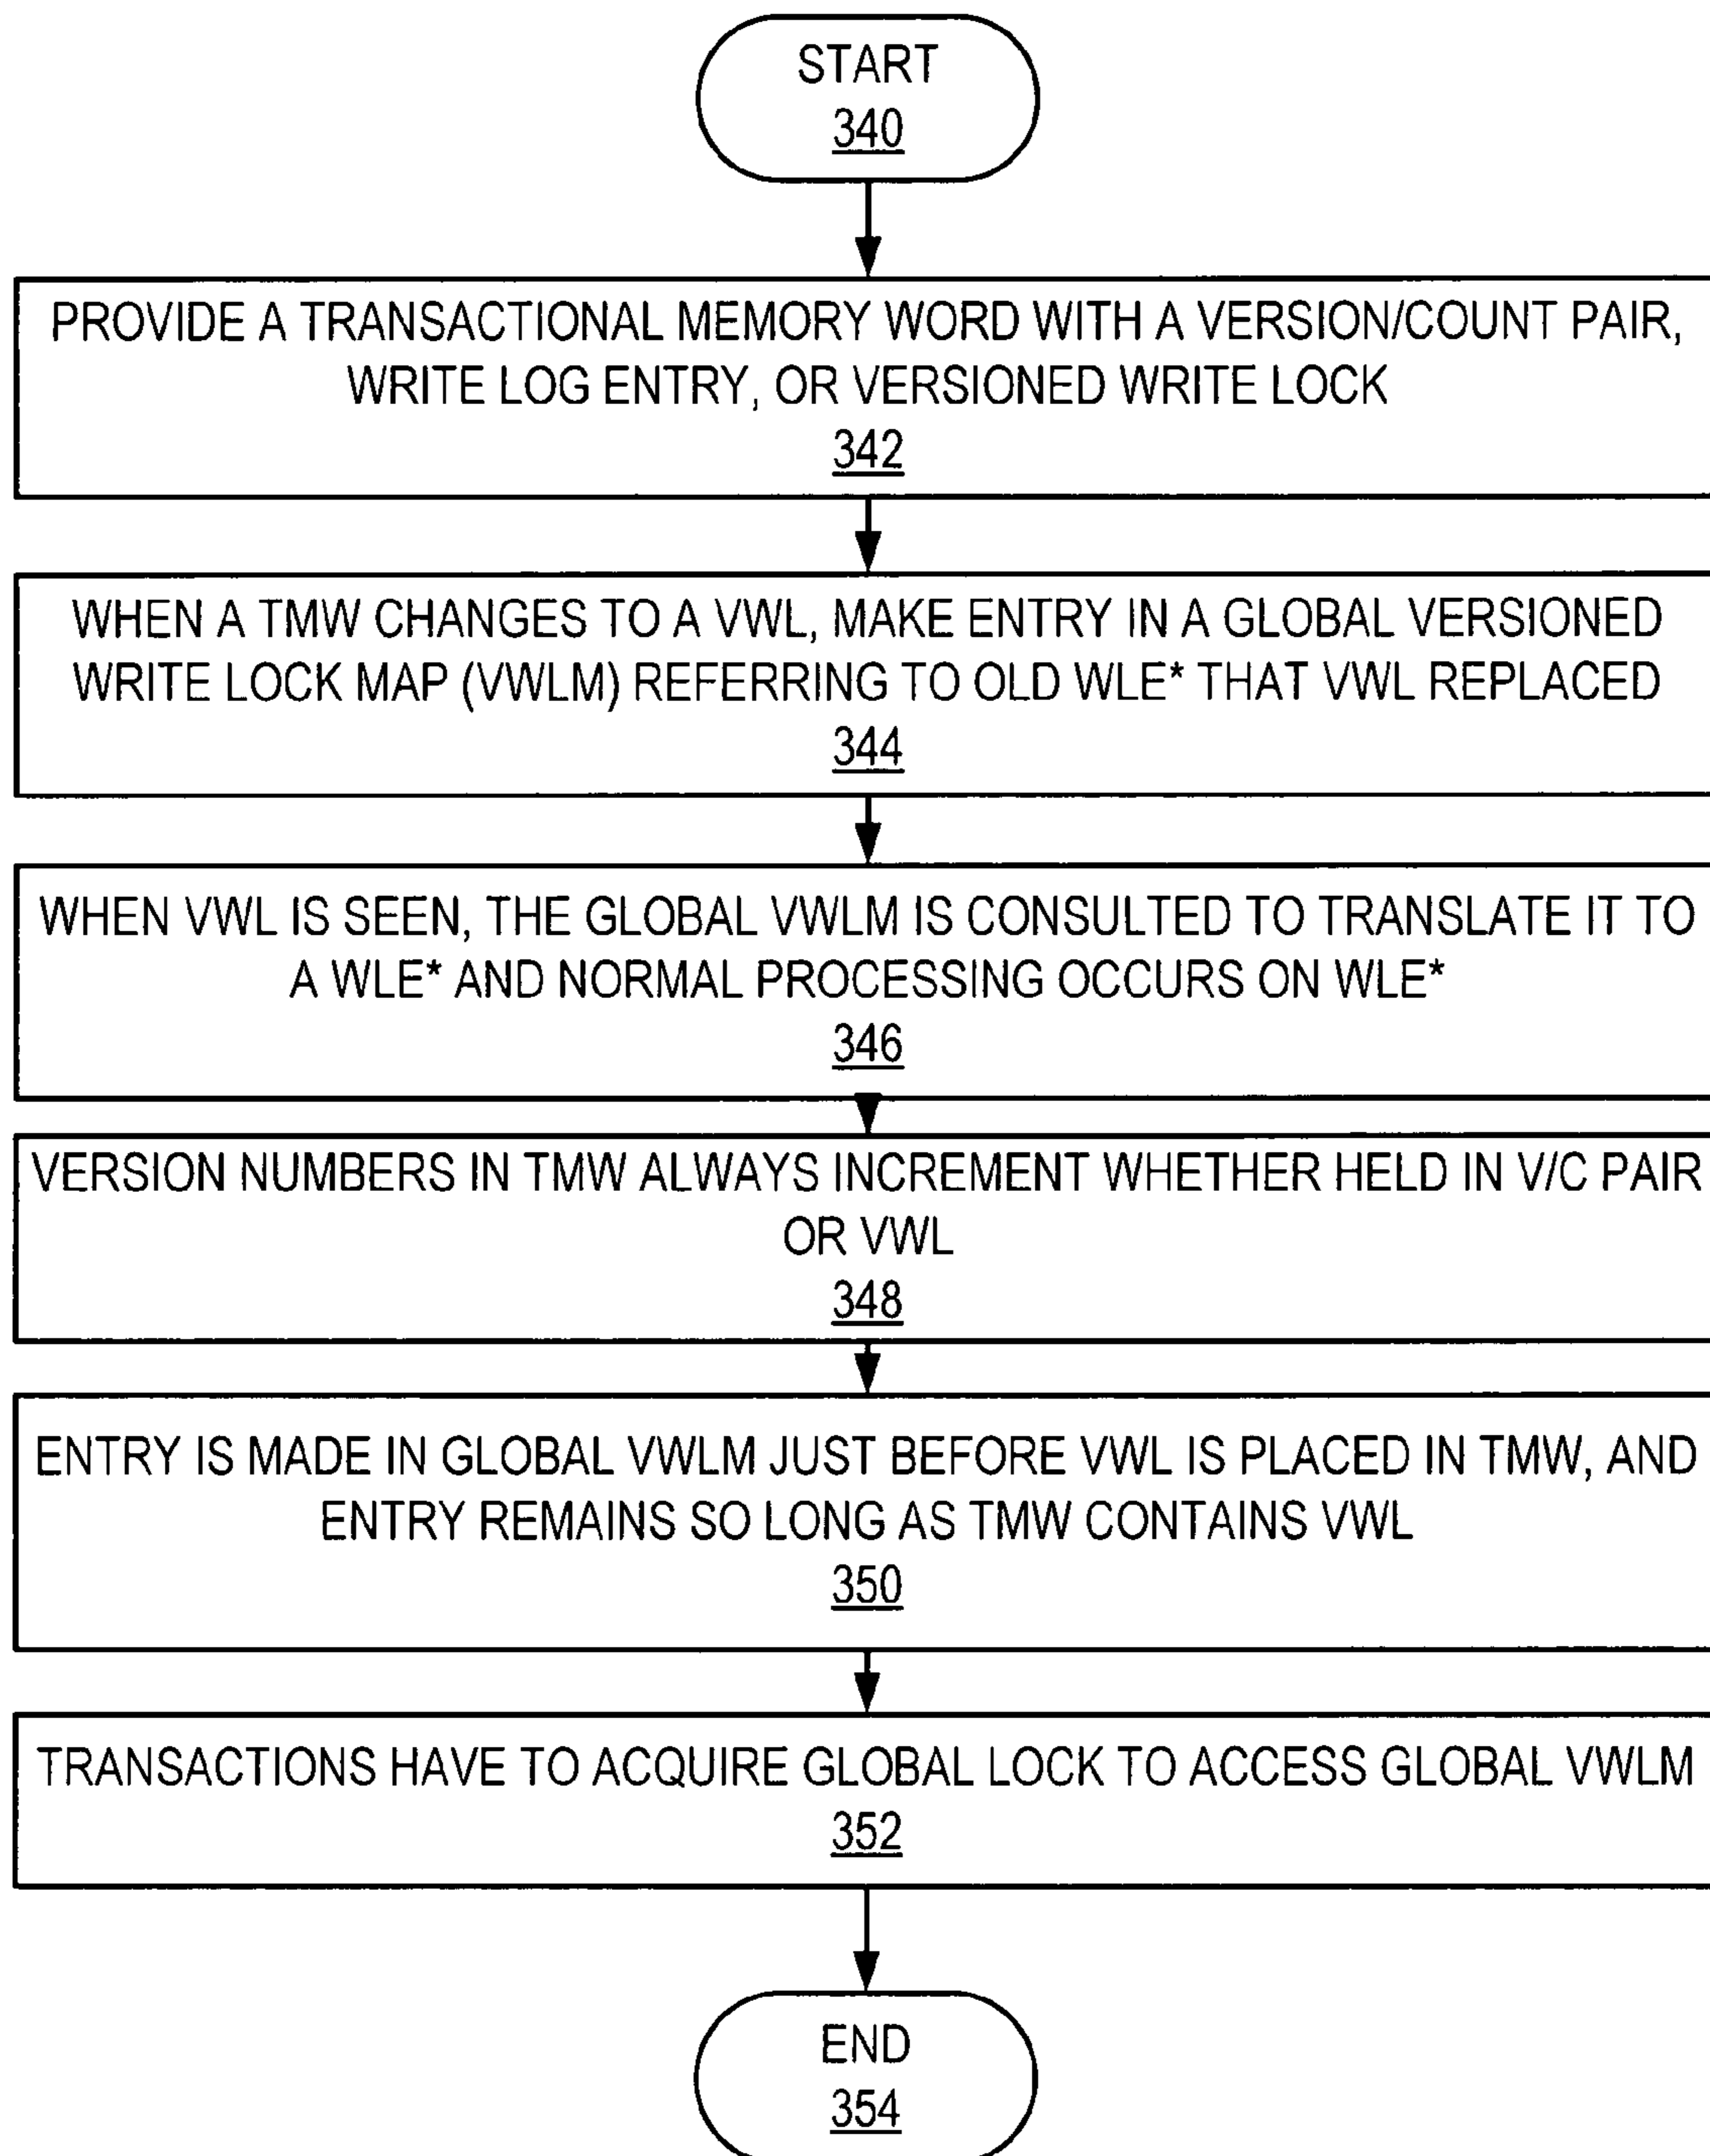 START
340
PROVIDE A TRANSACTIONAL MEMORY WORD WITH A VERSION/COUNT PAIR,
WRITE LOG ENTRY, OR VERSIONED WRITE LOCK
342
WHEN A TMW CHANGES TO A VWL, MAKE ENTRY IN A GLOBAL VERSIONED
WRITE LOCK MAP (VWLM) REFERRING TO OLD WLE* THAT VWL REPLACED
344
WHEN VWL IS SEEN, THE GLOBAL VWLM IS CONSULTED TO TRANSLATE IT TO
A WLE* AND NORMAL PROCESSING OCCURS ON WLE*
346
VERSION NUMBERS IN TMW ALWAYS INCREMENT WHETHER HELD IN V/C PAIR
OR VWL
348
ENTRY IS MADE IN GLOBAL VWLM JUST BEFORE VWL IS PLACED IN TMW, AND
ENTRY REMAINS SO LONG AS TMW CONTAINS VWL
350
TRANSACTIONS HAVE TO ACQUIRE GLOBAL LOCK TO ACCESS GLOBAL VWLM
352
END
354